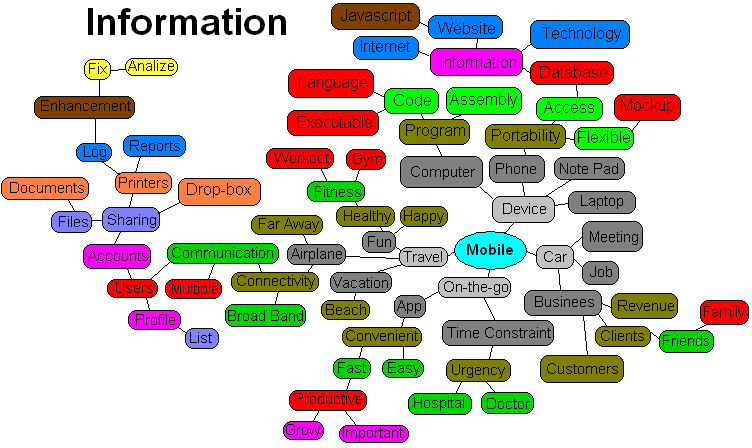 Information
Javascript
Website
Internet
Technology
information
Database
Fix
Analize
Language
Code
Assembly
Access
Mockup
Enhancement
Executable
Program
Portability
Flexible
Log
Reports
Workout
Gym
Computer
Phone
Note Pad
Documents
Printers
Drop-box
Fitness
Device
Laptop
Files
Sharing
Far Away
Healthy
Happy
Fun
Mobile
Meeting
Accounts
Communication
Airplane
Travel
Car
Job
Users
Multiple
Connectivity
Vacation
On-the-go
Businees
Revenue
Profile
Broad Band
Beach
App
Family
List
Convenient
Time Constraint
Clients
Friends
Fast
Easy
Urgency
Customers
Productive
Hospital
Doctor
Grow
Important